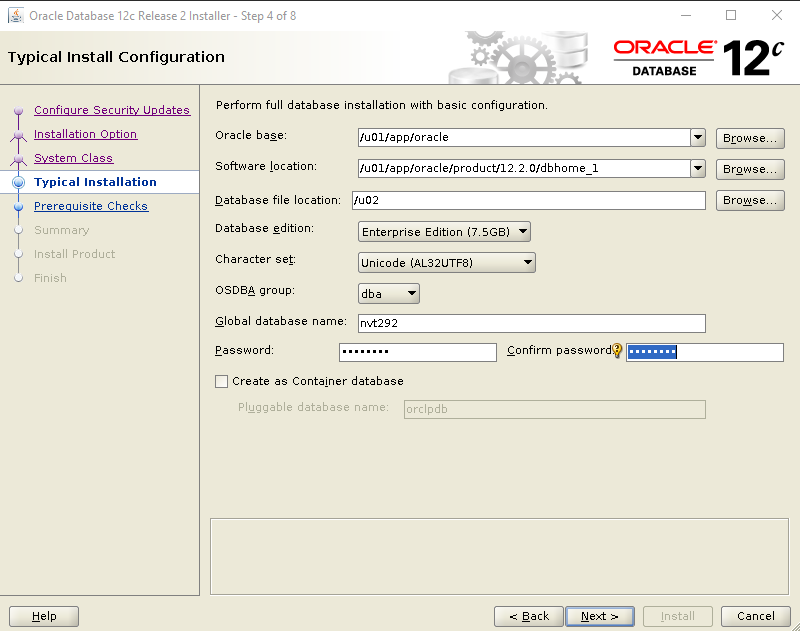 Oracle Database 12c Release 2 Installer - Step 4 of 8
Typical Install Configuration
ORACLE® DATABASE 12c
Configure Security Updates
Installation Option
System Class
Typical Installation
Prerequisite Checks
Summary
Install Product
Finish
Perform full database installation with basic configuration.
Oracle base: /u01/app/oracle Browse...
Software location: /u01/app/oracle/product/12.2.0/dbhome_1 Browse...
Database file location: /u02 Browse...
Database edition: Enterprise Edition (7.5GB)
Character set: Unicode (AL32UTF8)
OSDBA group: dba
Global database name: nvt292
Password: •••••••• Confirm password: ••••••••
Create as Container database
Pluggable database name: orclpdb
Help < Back Next > Install Cancel